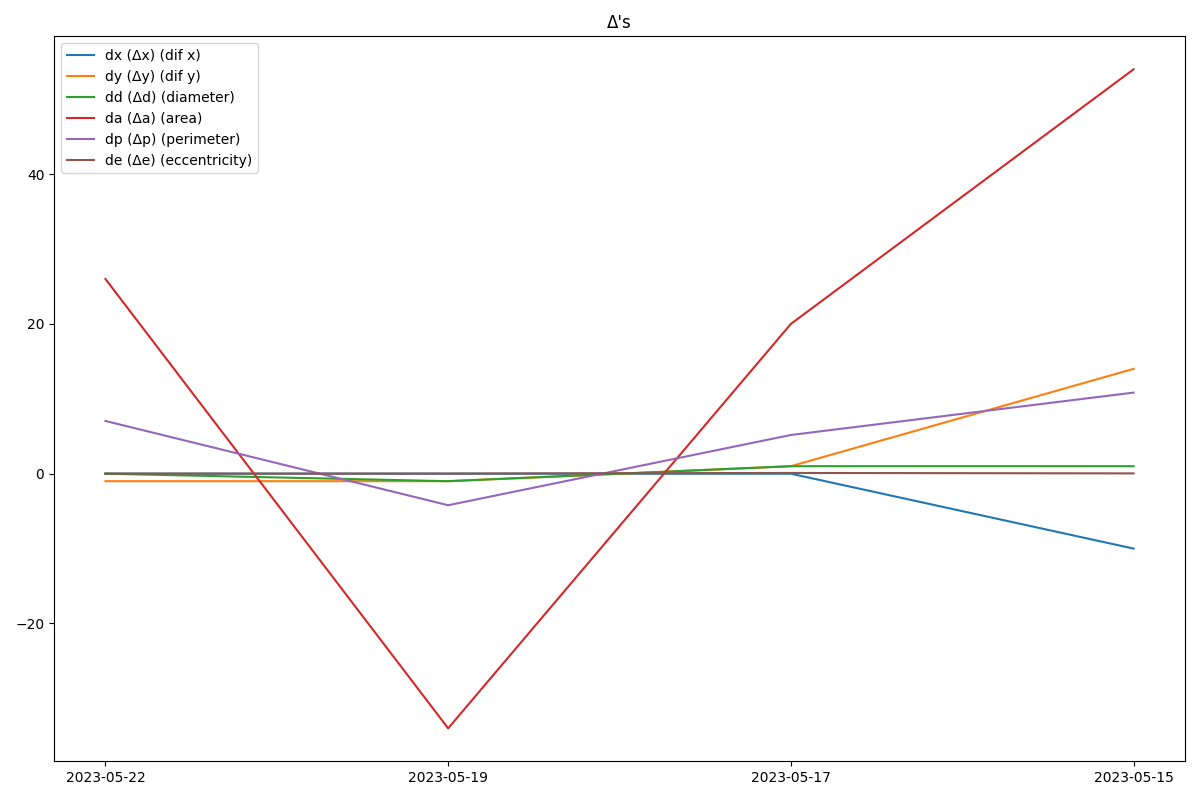 Δ's
dx (Δx) (dif x)
dy (Δy) (dif y)
dd (Δd) (diameter)
da (Δa) (area)
dp (Δp) (perimeter)
de (Δe) (eccentricity)
40
20
0
−20
2023-05-22
2023-05-19
2023-05-17
2023-05-15